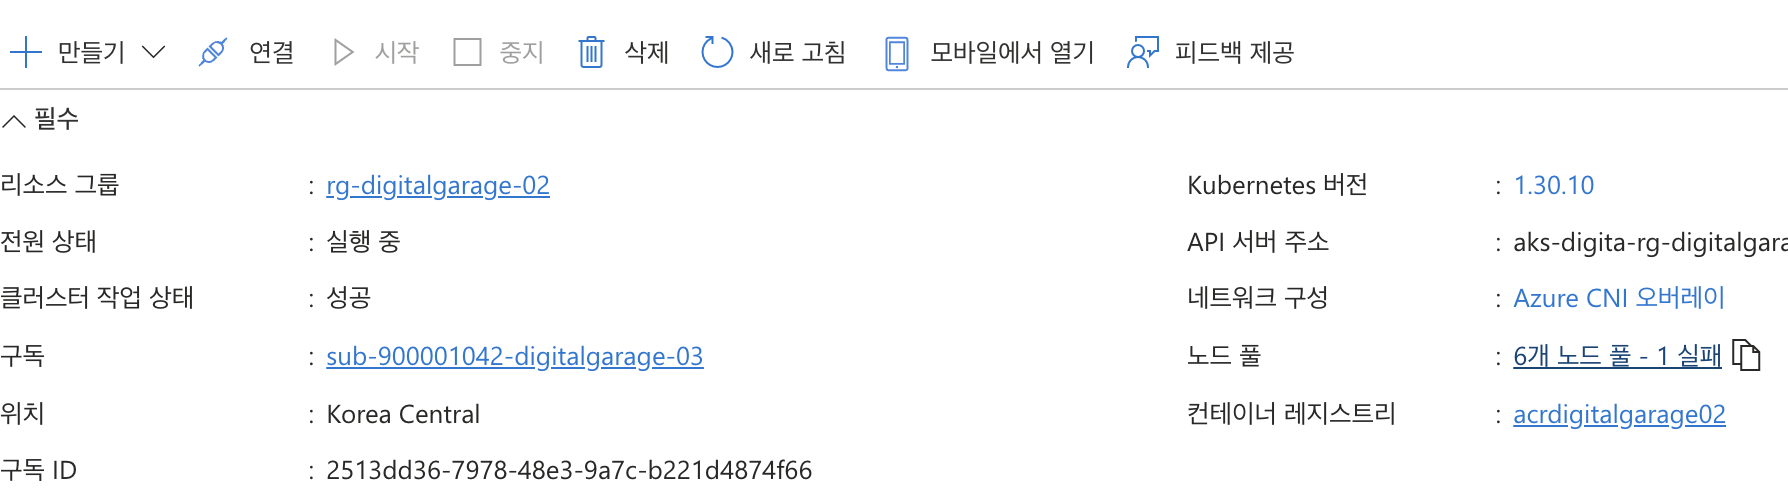 만들기 연결 시작 중지 삭제 새로 고침 모바일에서 열기 피드백 제공
필수
리소스 그룹 : rg-digitalgarage-02
전원 상태 : 실행 중
클러스터 작업 상태 : 성공
구독 : sub-900001042-digitalgarage-03
위치 : Korea Central
구독 ID : 2513dd36-7978-48e3-9a7c-b221d4874f66
Kubernetes 버전 : 1.30.10
API 서버 주소 : aks-digita-rg-digitalgara
네트워크 구성 : Azure CNI 오버레이
노드 풀 : 6개 노드 풀 - 1 실패
컨테이너 레지스트리 : acrdigitalgarage02